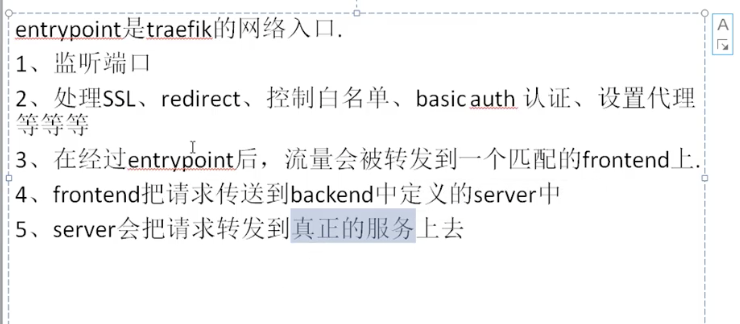 entrypoint是traefik的网络入口.
1、监听端口
2、处理SSL、redirect、控制白名单、basic auth 认证、设置代理
等等等
3、在经过entrypoint后，流量会被转发到一个匹配的frontend上.
4、frontend把请求传送到backend中定义的server中
5、server会把请求转发到真正的服务上去
A